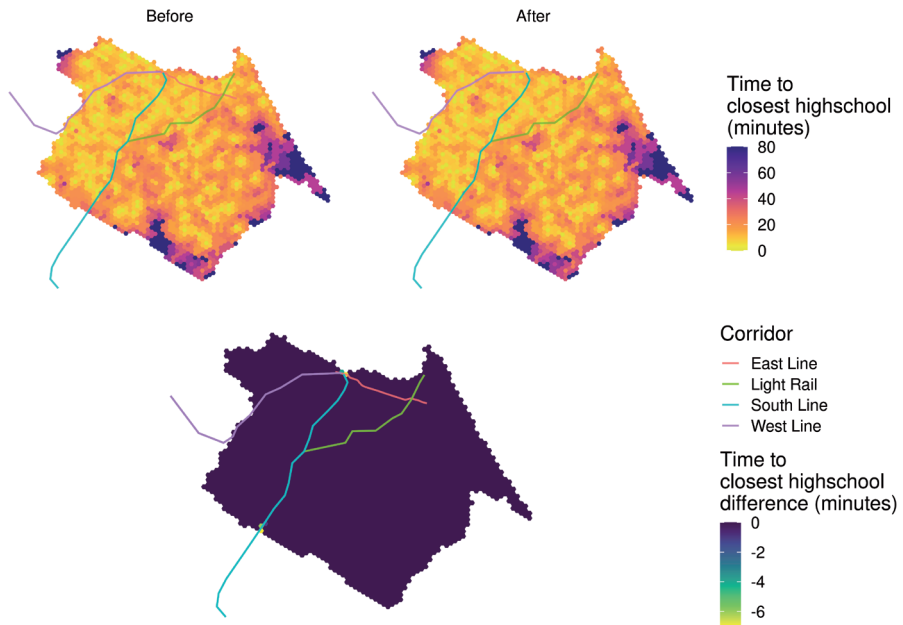 Before
After
Time to
closest highschool
(minutes)
80
60
40
20
0
Corridor
East Line
Light Rail
South Line
West Line
Time to
closest highschool
difference (minutes)
0
-2
-4
-6